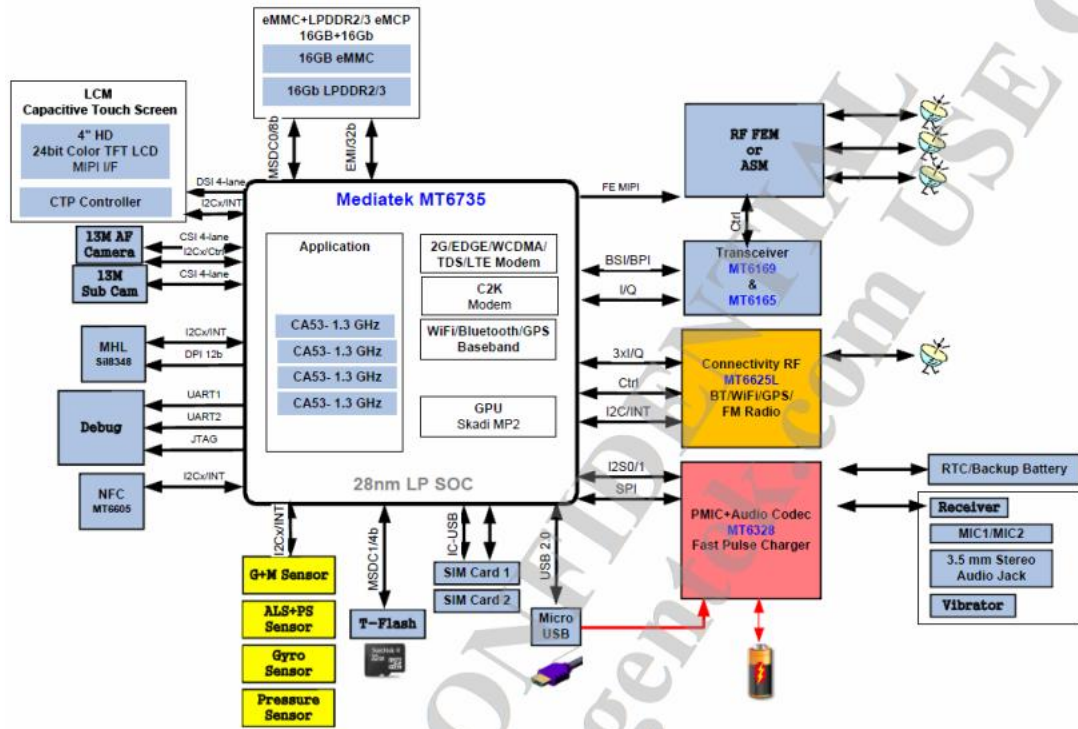 eMMC+LPDDR2/3 eMCP
16GB+16Gb
16GB eMMC
16Gb LPDDR2/3
LCM
Capacitive Touch Screen
4" HD
24bit Color TFT LCD
MIPI I/F
CTP Controller
MSDC0/8b
EMI/32b
DSI 4-lane
I2Cx/INT
13M AF
Camera
CSI 4-lane
I2Cx/Ctrl
13M
Sub Cam
CSI 4-lane
MHL
SiI8348
I2Cx/INT
DPI 12b
Debug
UART1
UART2
JTAG
NFC
MT6605
I2Cx/INT
Mediatek MT6735
Application
CA53- 1.3 GHz
CA53- 1.3 GHz
CA53- 1.3 GHz
CA53- 1.3 GHz
2G/EDGE/WCDMA/
TDS/LTE Modem
C2K
Modem
WiFi/Bluetooth/GPS
Baseband
GPU
Skadi MP2
28nm LP SOC
FE MIPI
RF FEM
or
ASM
Ctrl
BSI/BPI
I/Q
Transceiver
MT6169
&
MT6165
3xI/Q
Ctrl
I2C/INT
Connectivity RF
MT6625L
BT/WiFi/GPS/
FM Radio
I2S0/1
SPI
PMIC+Audio Codec
MT6328
Fast Pulse Charger
RTC/Backup Battery
Receiver
MIC1/MIC2
3.5 mm Stereo
Audio Jack
Vibrator
I2Cx/INT
G+M Sensor
ALS+PS
Sensor
Gyro
Sensor
Pressure
Sensor
MSDC1/4b
T-Flash
IC-USB
SIM Card 1
SIM Card 2
USB 2.0
Micro
USB